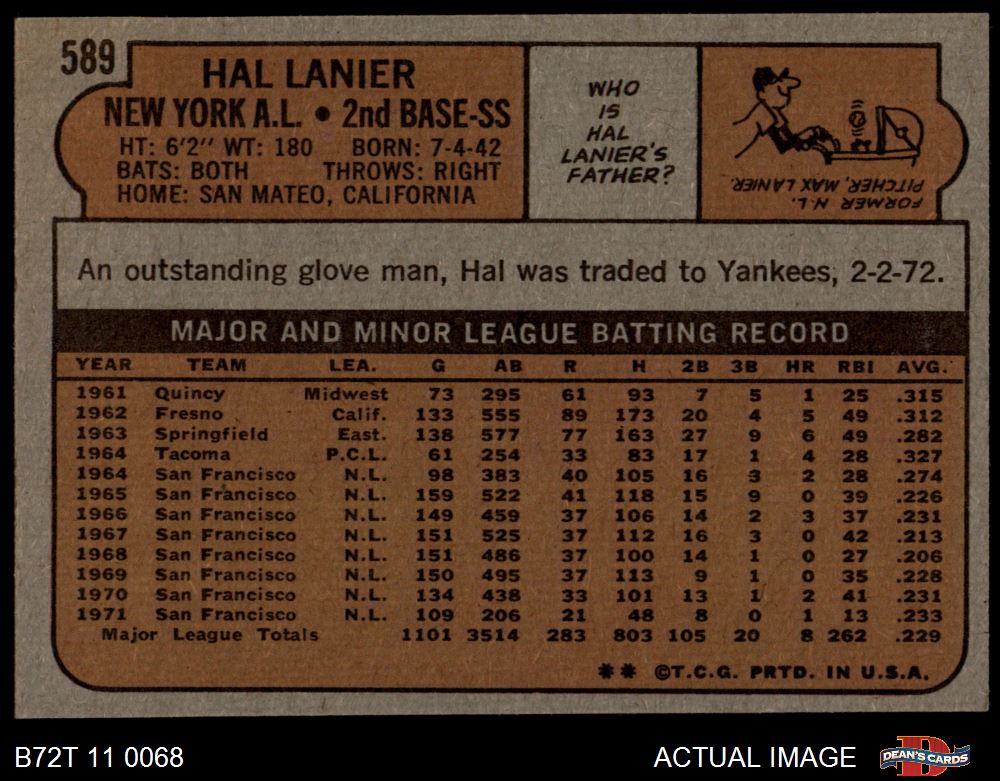 589
HAL LANIER
NEW YORK A.L. • 2nd BASE-SS
HT: 6'2" WT: 180 BORN: 7-4-42
BATS: BOTH THROWS: RIGHT
HOME: SAN MATEO, CALIFORNIA
WHO
IS
HAL
LANIER'S
FATHER?
FORMER N.L.
PITCHER, MAX LANIER.
An outstanding glove man, Hal was traded to Yankees, 2-2-72.
MAJOR AND MINOR LEAGUE BATTING RECORD
YEAR TEAM LEA. G AB R H 2B 3B HR RBI AVG.
1961 Quincy Midwest 73 295 61 93 7 5 1 25 .315
1962 Fresno Calif. 133 555 89 173 20 4 5 49 .312
1963 Springfield East. 138 577 77 163 27 9 6 49 .282
1964 Tacoma P.C.L. 61 254 33 83 17 1 4 28 .327
1964 San Francisco N.L. 98 383 40 105 16 3 2 28 .274
1965 San Francisco N.L. 159 522 41 118 15 9 0 39 .226
1966 San Francisco N.L. 149 459 37 106 14 2 3 37 .231
1967 San Francisco N.L. 151 525 37 112 16 3 0 42 .213
1968 San Francisco N.L. 151 486 37 100 14 1 0 27 .206
1969 San Francisco N.L. 150 495 37 113 9 1 0 35 .228
1970 San Francisco N.L. 134 438 33 101 13 1 2 41 .231
1971 San Francisco N.L. 109 206 21 48 8 0 1 13 .233
Major League Totals 1101 3514 283 803 105 20 8 262 .229
** ©T.C.G. PRTD. IN U.S.A.
B72T 11 0068
ACTUAL IMAGE
DEAN'S CARDS